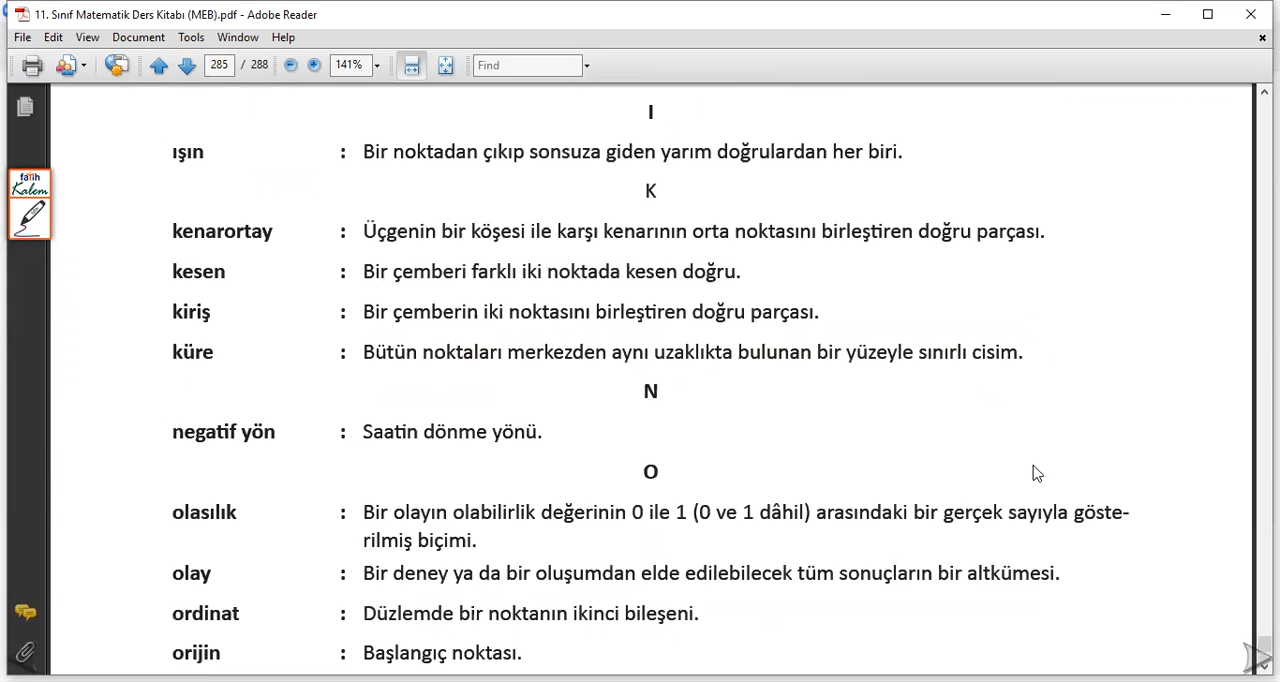 11. Sınıf Matematik Ders Kitabı (MEB).pdf - Adobe Reader
File Edit View Document Tools Window Help
285 / 288 141% Find
fatih
Kalem
I
ışın : Bir noktadan çıkıp sonsuza giden yarım doğrulardan her biri.
K
kenarortay : Üçgenin bir köşesi ile karşı kenarının orta noktasını birleştiren doğru parçası.
kesen : Bir çemberi farklı iki noktada kesen doğru.
kiriş : Bir çemberin iki noktasını birleştiren doğru parçası.
küre : Bütün noktaları merkezden aynı uzaklıkta bulunan bir yüzeyle sınırlı cisim.
N
negatif yön : Saatin dönme yönü.
O
olasılık : Bir olayın olabilirlik değerinin 0 ile 1 (0 ve 1 dâhil) arasındaki bir gerçek sayıyla göste-
rilmiş biçimi.
olay : Bir deney ya da bir oluşumdan elde edilebilecek tüm sonuçların bir altkümesi.
ordinat : Düzlemde bir noktanın ikinci bileşeni.
orijin : Başlangıç noktası.